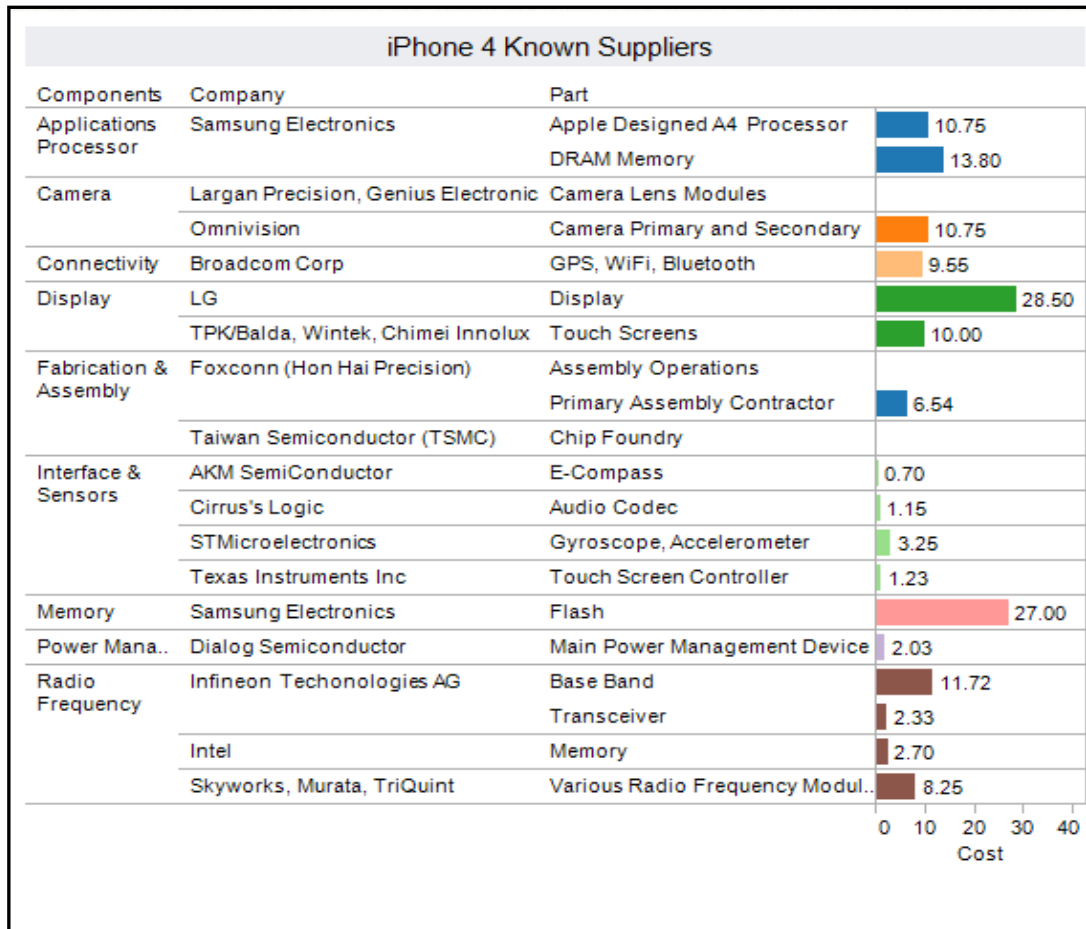 iPhone 4 Known Suppliers
Components Company Part
Applications Processor Samsung Electronics Apple Designed A4 Processor 10.75
DRAM Memory 13.80
Camera Largan Precision, Genius Electronic Camera Lens Modules
Omnivision Camera Primary and Secondary 10.75
Connectivity Broadcom Corp GPS, WiFi, Bluetooth 9.55
Display LG Display 28.50
TPK/Balda, Wintek, Chimei Innolux Touch Screens 10.00
Fabrication & Assembly Foxconn (Hon Hai Precision) Assembly Operations
Primary Assembly Contractor 6.54
Taiwan Semiconductor (TSMC) Chip Foundry
Interface & Sensors AKM SemiConductor E-Compass 0.70
Cirrus's Logic Audio Codec 1.15
STMicroelectronics Gyroscope, Accelerometer 3.25
Texas Instruments Inc Touch Screen Controller 1.23
Memory Samsung Electronics Flash 27.00
Power Mana.. Dialog Semiconductor Main Power Management Device 2.03
Radio Frequency Infineon Techonologies AG Base Band 11.72
Transceiver 2.33
Intel Memory 2.70
Skyworks, Murata, TriQuint Various Radio Frequency Modul.. 8.25
0 10 20 30 40
Cost